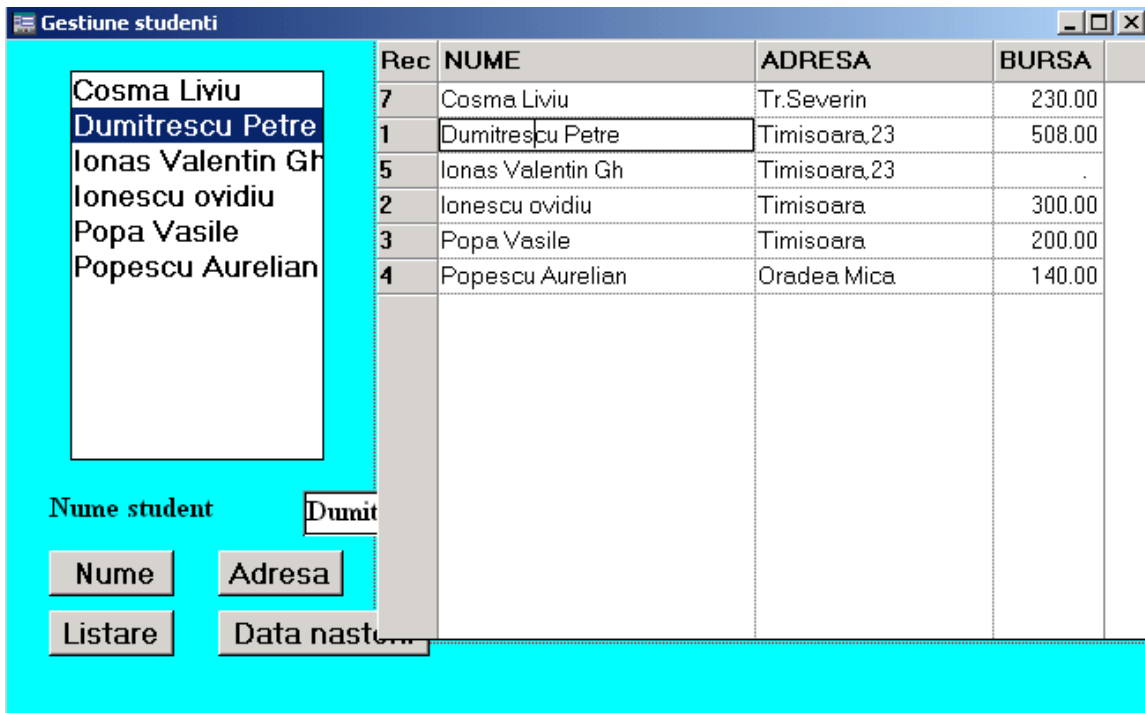 Gestiune studenti
Cosma Liviu
Dumitrescu Petre
Ionas Valentin Gh
Ionescu ovidiu
Popa Vasile
Popescu Aurelian
Rec NUME ADRESA BURSA
7 Cosma Liviu Tr.Severin 230.00
1 Dumitrescu Petre Timisoara,23 508.00
5 Ionas Valentin Gh Timisoara,23 .
2 Ionescu ovidiu Timisoara 300.00
3 Popa Vasile Timisoara 200.00
4 Popescu Aurelian Oradea Mica 140.00
Nume student Dumit
Nume Adresa
Listare Data